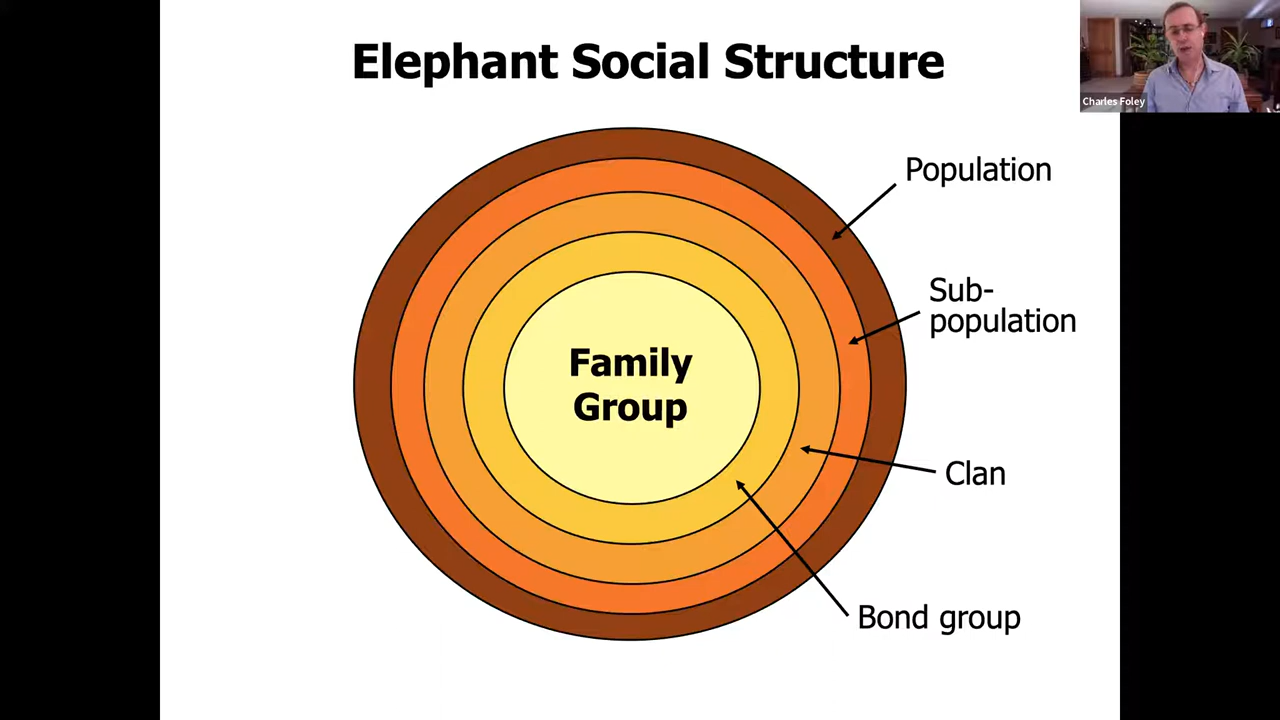 Elephant Social Structure
Charles Foley
Population
Sub-
population
Family
Group
Clan
Bond group